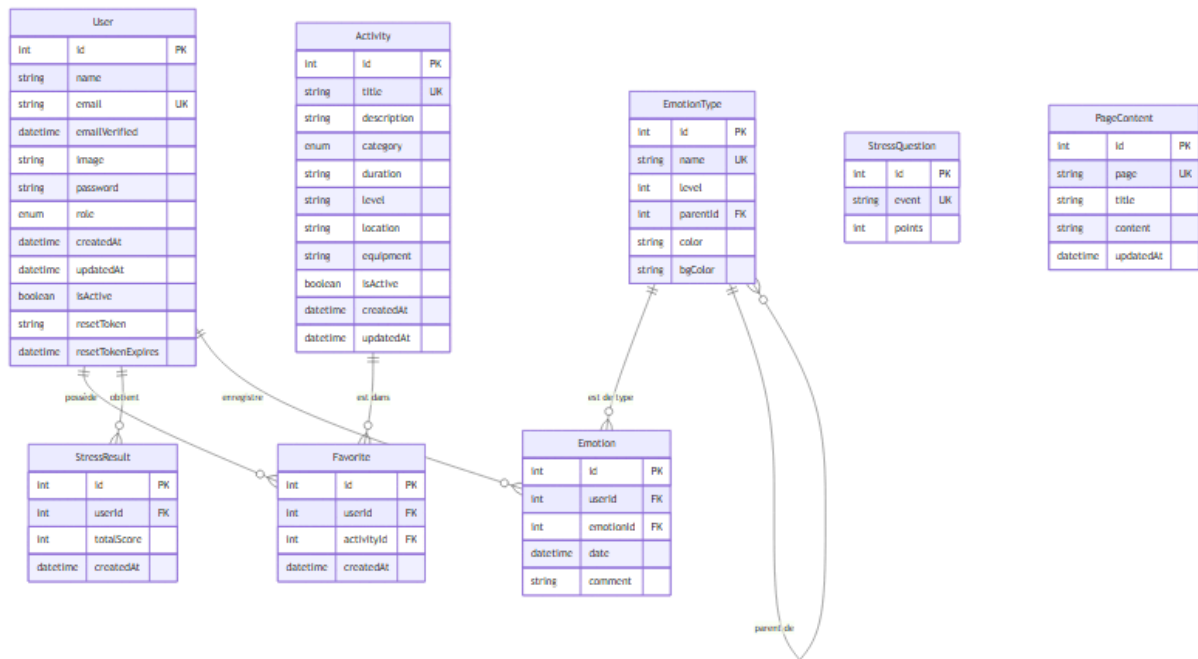 User
int id PK
string name
string email UK
datetime emailVerified
string image
string password
enum role
datetime createdAt
datetime updatedAt
boolean isActive
string resetToken
datetime resetTokenExpires
Activity
int id PK
string title UK
string description
enum category
string duration
string level
string location
string equipment
boolean isActive
datetime createdAt
datetime updatedAt
EmotionType
int id PK
string name UK
int level
int parentId FK
string color
string bgColor
StressQuestion
int id PK
string event UK
int points
PageContent
int id PK
string page UK
string title
string content
datetime updatedAt
possède
obtient
enregistre
est dans
est de type
StressResult
int id PK
int userId FK
int totalScore
datetime createdAt
Favorite
int id PK
int userId FK
int activityId FK
datetime createdAt
Emotion
int id PK
int userId FK
int emotionId FK
datetime date
string comment
parent de